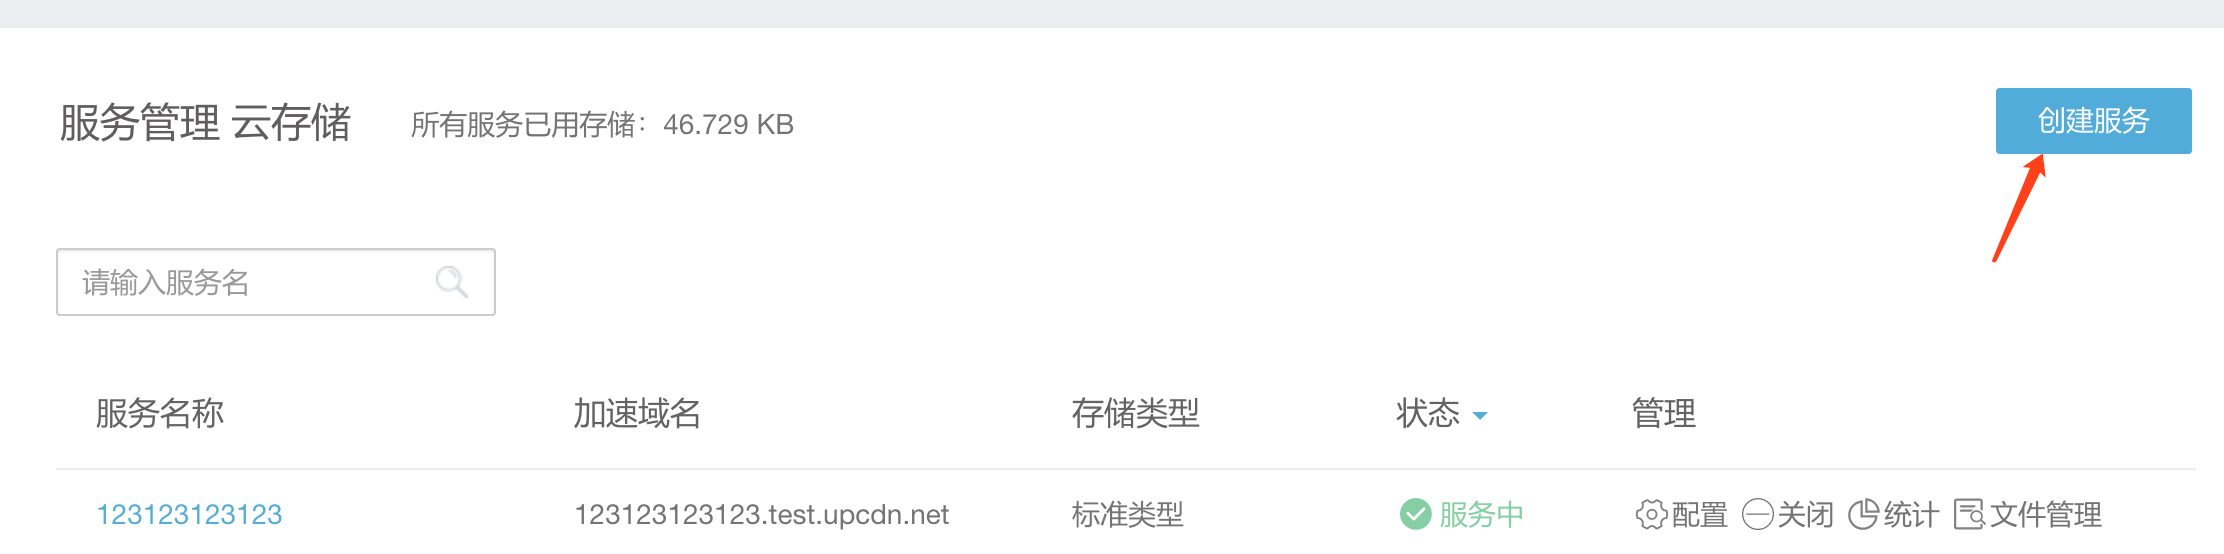 服务管理 云存储 所有服务已用存储：46.729 KB 创建服务
请输入服务名
服务名称 加速域名 存储类型 状态 管理
123123123123 123123123123.test.upcdn.net 标准类型 服务中 配置 关闭 统计 文件管理